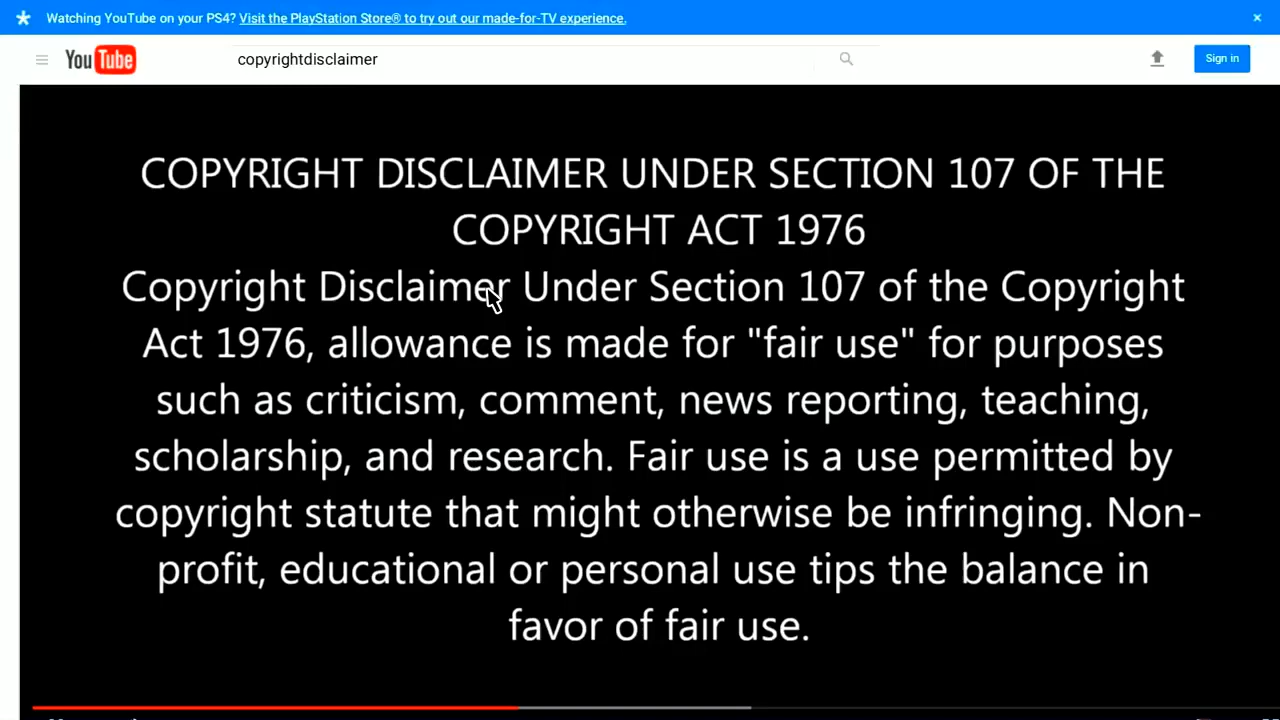 Watching YouTube on your PS4? Visit the PlayStation Store® to try out our made-for-TV experience.
YouTube
copyrightdisclaimer
Sign in
COPYRIGHT DISCLAIMER UNDER SECTION 107 OF THE
COPYRIGHT ACT 1976
Copyright Disclaimer Under Section 107 of the Copyright
Act 1976, allowance is made for "fair use" for purposes
such as criticism, comment, news reporting, teaching,
scholarship, and research. Fair use is a use permitted by
copyright statute that might otherwise be infringing. Non-
profit, educational or personal use tips the balance in
favor of fair use.